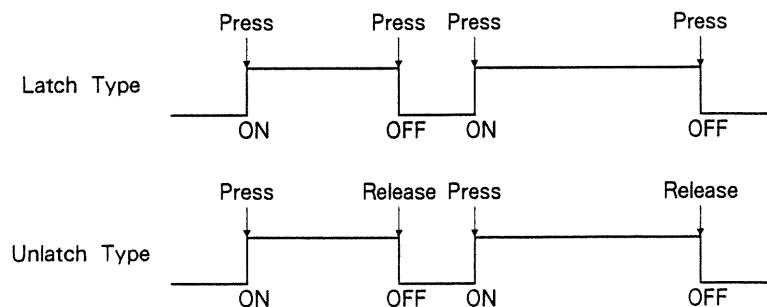 Press Press Press Press
Latch Type
ON OFF ON OFF
Press Release Press Release
Unlatch Type
ON OFF ON OFF